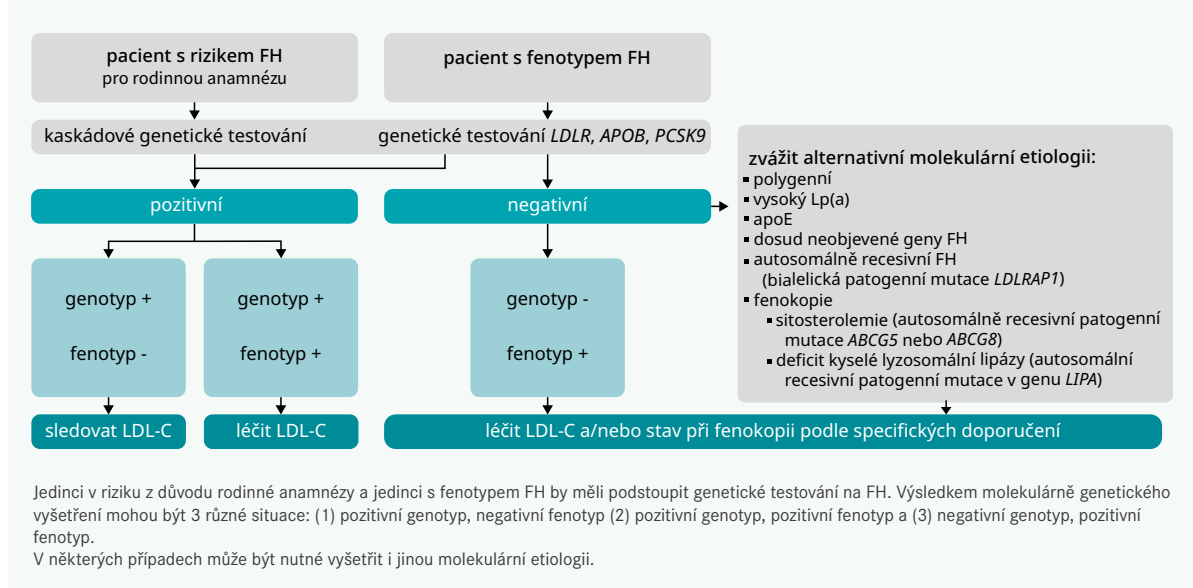 pacient s rizikem FH
pro rodinnou anamnézu
pacient s fenotypem FH
kaskádové genetické testování
genetické testování LDLR, APOB, PCSK9
pozitivní
negativní
genotyp +
fenotyp -
genotyp +
fenotyp +
genotyp -
fenotyp +
zvážit alternativní molekulární etiologii:
▪ polygenní
▪ vysoký Lp(a)
▪ apoE
▪ dosud neobjevené geny FH
▪ autosomálně recesivní FH
(bialelická patogenní mutace LDLRAP1)
▪ fenokopie
▪ sitosterolemie (autosomálně recesivní patogenní
mutace ABCG5 nebo ABCG8)
▪ deficit kyselé lyzosomální lipázy (autosomální
recesivní patogenní mutace v genu LIPA)
sledovat LDL-C
léčit LDL-C
léčit LDL-C a/nebo stav při fenokopii podle specifických doporučení
Jedinci v riziku z důvodu rodinné anamnézy a jedinci s fenotypem FH by měli podstoupit genetické testování na FH. Výsledkem molekulárně genetického
vyšetření mohou být 3 různé situace: (1) pozitivní genotyp, negativní fenotyp (2) pozitivní genotyp, pozitivní fenotyp a (3) negativní genotyp, pozitivní
fenotyp.
V některých případech může být nutné vyšetřit i jinou molekulární etiologii.